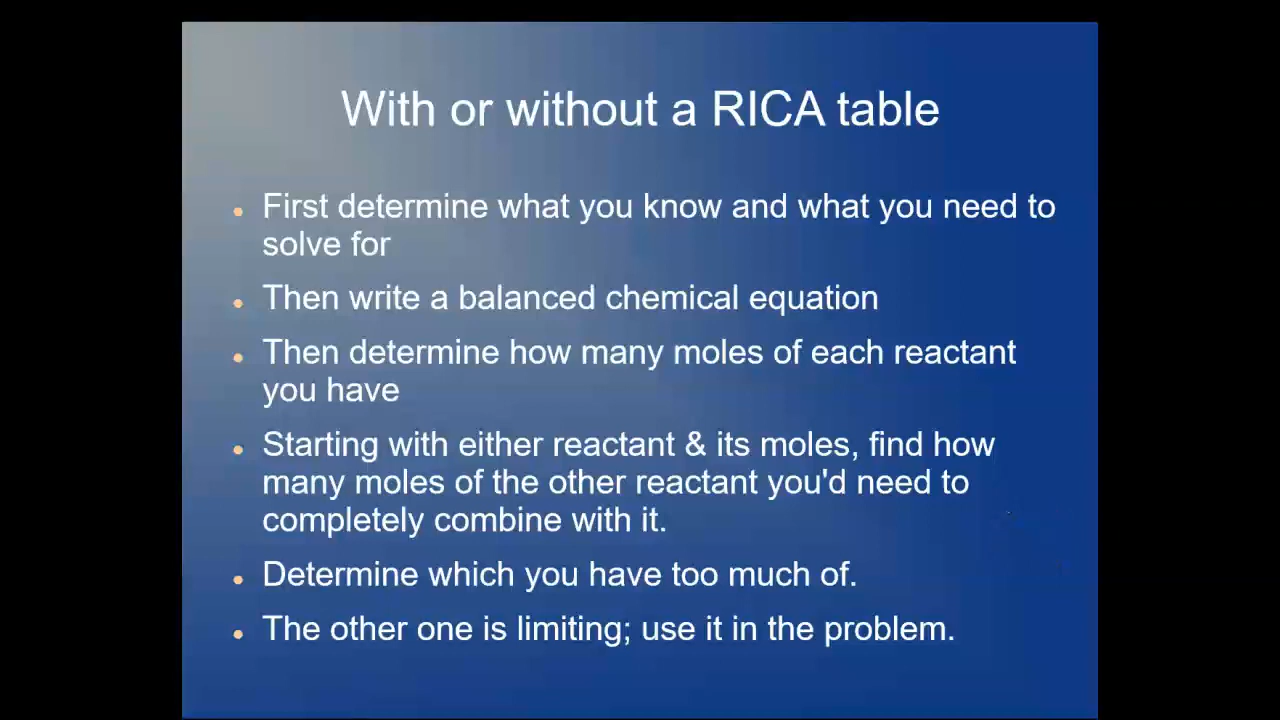 With or without a RICA table
First determine what you know and what you need to
solve for
Then write a balanced chemical equation
Then determine how many moles of each reactant
you have
Starting with either reactant & its moles, find how
many moles of the other reactant you'd need to
completely combine with it.
Determine which you have too much of.
The other one is limiting; use it in the problem.